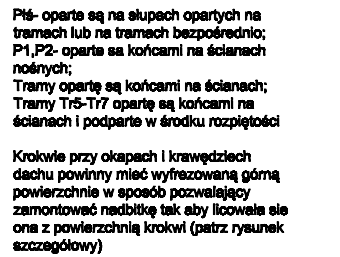 Płś- oparte są na słupach opartych na
tramach lub na tramach bezpośrednio;
P1,P2- oparte sa końcami na ścianach
nośnych;
Tramy opartę są końcami na ścianach;
Tramy Tr5-Tr7 opartę są końcami na
ścianach i podparte w środku rozpiętości
Krokwie przy okapach i krawędziech
dachu powinny mieć wyfrezowaną górną
powierzchnie w sposób pozwalający
zamontować nadbitkę tak aby licowała sie
ona z powierzchnią krokwi (patrz rysunek
szczegółowy)